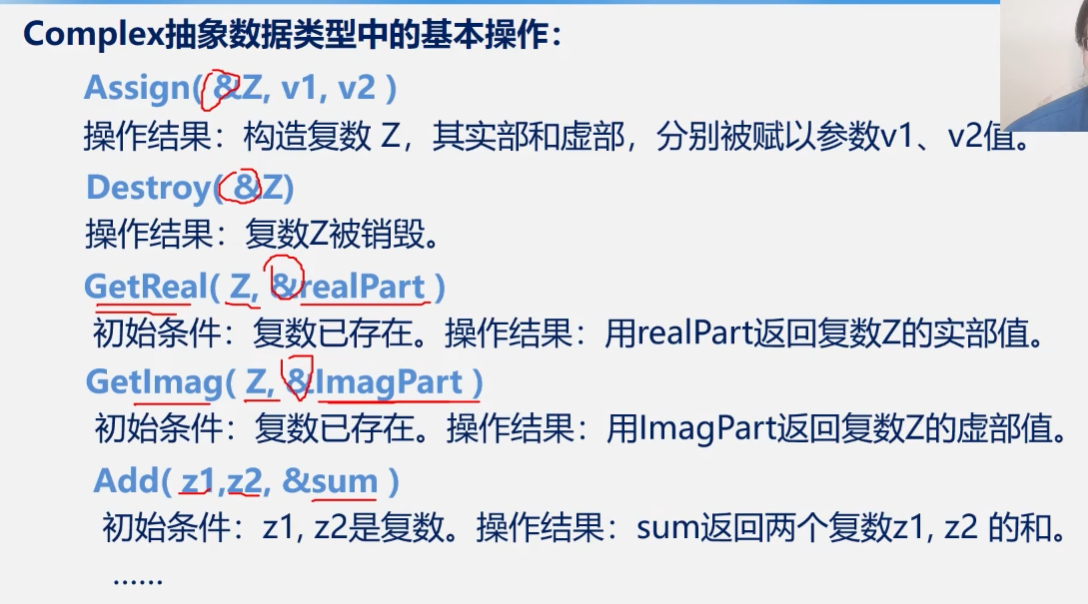 Complex抽象数据类型中的基本操作：
Assign( &Z, v1, v2 )
操作结果：构造复数 Z，其实部和虚部，分别被赋以参数v1、v2值。
Destroy( &Z)
操作结果：复数Z被销毁。
GetReal( Z, &realPart )
初始条件：复数已存在。操作结果：用realPart返回复数Z的实部值。
GetImag( Z, &ImagPart )
初始条件：复数已存在。操作结果：用ImagPart返回复数Z的虚部值。
Add( z1,z2, &sum )
初始条件：z1, z2是复数。操作结果：sum返回两个复数z1, z2 的和。
......